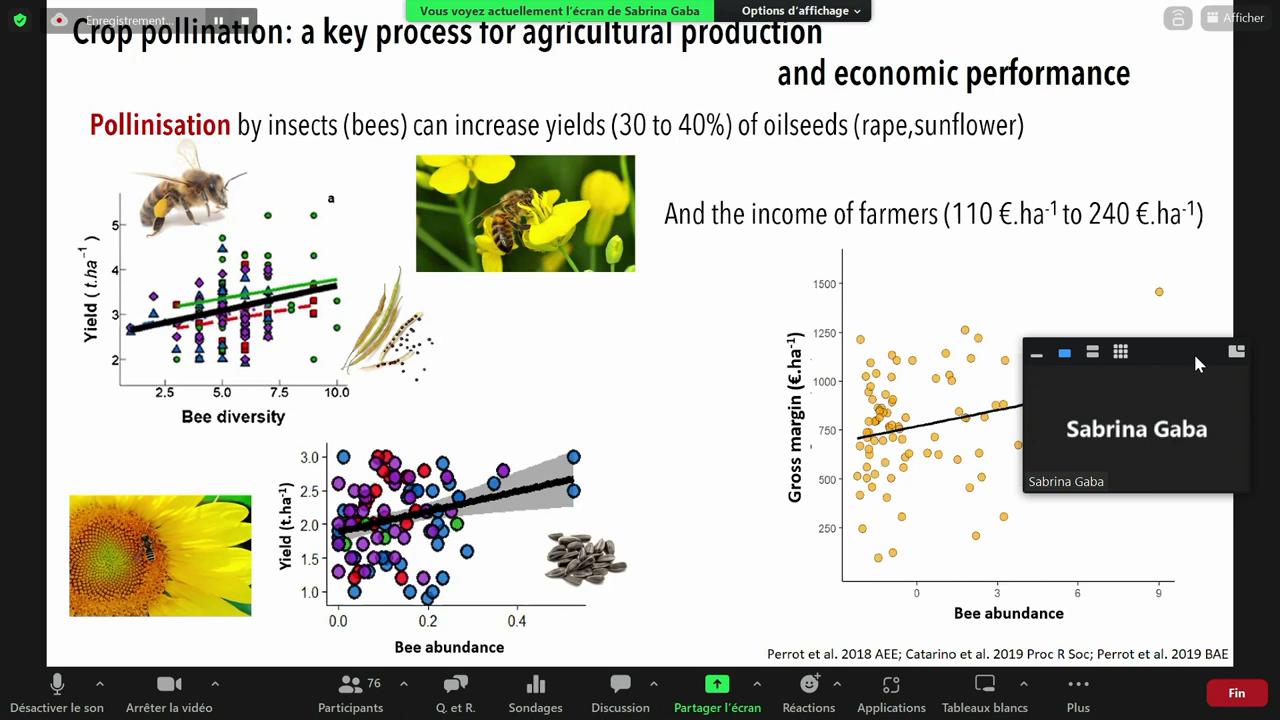 Enregistrement...
Vous voyez actuellement l'écran de Sabrina Gaba
Options d'affichage
Afficher
Crop pollination: a key process for agricultural production
and economic performance
Pollinisation by insects (bees) can increase yields (30 to 40%) of oilseeds (rape,sunflower)
And the income of farmers (110 €.ha-1 to 240 €.ha-1)
a
Yield ( t.ha-1 )
5
4
3
2
2.5 5.0 7.5 10.0
Bee diversity
Yield (t.ha-1)
3.0
2.5
2.0
1.5
1.0
0.0 0.2 0.4
Bee abundance
Gross margin (€.ha-1)
1500
1250
1000
750
500
250
0 3 6 9
Bee abundance
Sabrina Gaba
Sabrina Gaba
Perrot et al. 2018 AEE; Catarino et al. 2019 Proc R Soc; Perrot et al. 2019 BAE
76
Désactiver le son
Arrêter la vidéo
Participants
Q. et R.
Sondages
Discussion
Partager l'écran
Réactions
Applications
Tableaux blancs
Plus
Fin